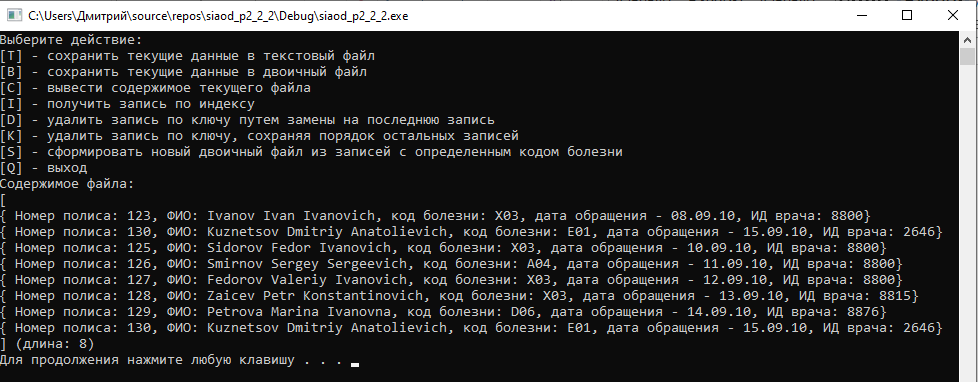 C:\Users\Дмитрий\source\repos\siaod_p2_2_2\Debug\siaod_p2_2_2.exe
Выберите действие:
[T] - сохранить текущие данные в текстовый файл
[B] - сохранить текущие данные в двоичный файл
[C] - вывести содержимое текущего файла
[I] - получить запись по индексу
[D] - удалить запись по ключу путем замены на последнюю запись
[K] - удалить запись по ключу, сохраняя порядок остальных записей
[S] - сформировать новый двоичный файл из записей с определенным кодом болезни
[Q] - выход
Содержимое файла:
[
{ Номер полиса: 123, ФИО: Ivanov Ivan Ivanovich, код болезни: X03, дата обращения - 08.09.10, ИД врача: 8800}
{ Номер полиса: 130, ФИО: Kuznetsov Dmitriy Anatolievich, код болезни: E01, дата обращения - 15.09.10, ИД врача: 2646}
{ Номер полиса: 125, ФИО: Sidorov Fedor Ivanovich, код болезни: X03, дата обращения - 10.09.10, ИД врача: 8800}
{ Номер полиса: 126, ФИО: Smirnov Sergey Sergeevich, код болезни: A04, дата обращения - 11.09.10, ИД врача: 8800}
{ Номер полиса: 127, ФИО: Fedorov Valeriy Ivanovich, код болезни: X03, дата обращения - 12.09.10, ИД врача: 8800}
{ Номер полиса: 128, ФИО: Zaicev Petr Konstantinovich, код болезни: X03, дата обращения - 13.09.10, ИД врача: 8815}
{ Номер полиса: 129, ФИО: Petrova Marina Ivanovna, код болезни: D06, дата обращения - 14.09.10, ИД врача: 8876}
{ Номер полиса: 130, ФИО: Kuznetsov Dmitriy Anatolievich, код болезни: E01, дата обращения - 15.09.10, ИД врача: 2646}
] (длина: 8)
Для продолжения нажмите любую клавишу . . .